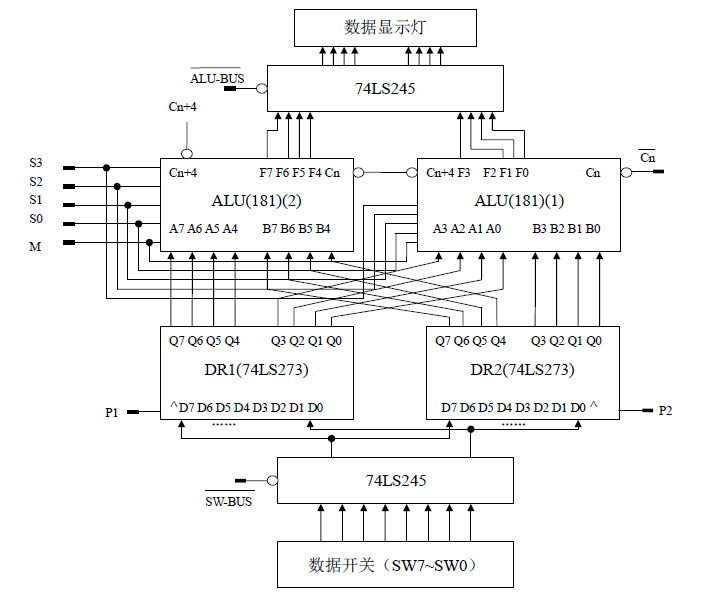 数据显示灯
ALU-BUS
74LS245
Cn+4
Cn
S3
S2
S1
S0
M
Cn+4 F7 F6 F5 F4 Cn
ALU(181)(2)
A7 A6 A5 A4 B7 B6 B5 B4
Cn+4 F3 F2 F1 F0 Cn
ALU(181)(1)
A3 A2 A1 A0 B3 B2 B1 B0
Q7 Q6 Q5 Q4 Q3 Q2 Q1 Q0
DR1(74LS273)
^D7 D6 D5 D4 D3 D2 D1 D0
……
P1
Q7 Q6 Q5 Q4 Q3 Q2 Q1 Q0
DR2(74LS273)
D7 D6 D5 D4 D3 D2 D1 D0 ^
……
P2
74LS245
SW-BUS
数据开关（SW7~SW0）